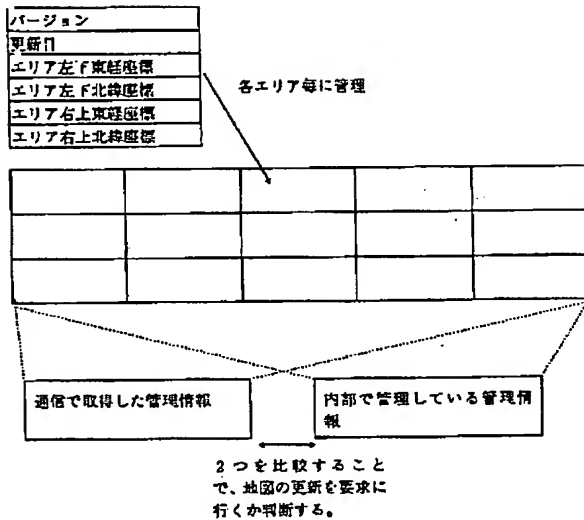 バージョン
更新日
エリア左下東経座標
エリア左下北緯座標
エリア右上東経座標
エリア右上北緯座標
各エリア毎に管理
通信で取得した管理情報
内部で管理している管理情
報
2つを比較すること
で、地図の更新を要求に
行くか判断する。